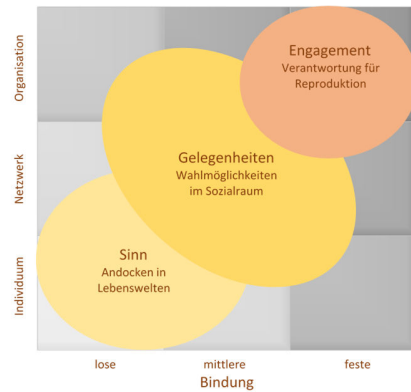 Organisation
Netzwerk
Individuum
Engagement
Verantwortung für
Reproduktion
Gelegenheiten
Wahlmöglichkeiten
im Sozialraum
Sinn
Andocken in
Lebenswelten
lose
mittlere
feste
Bindung